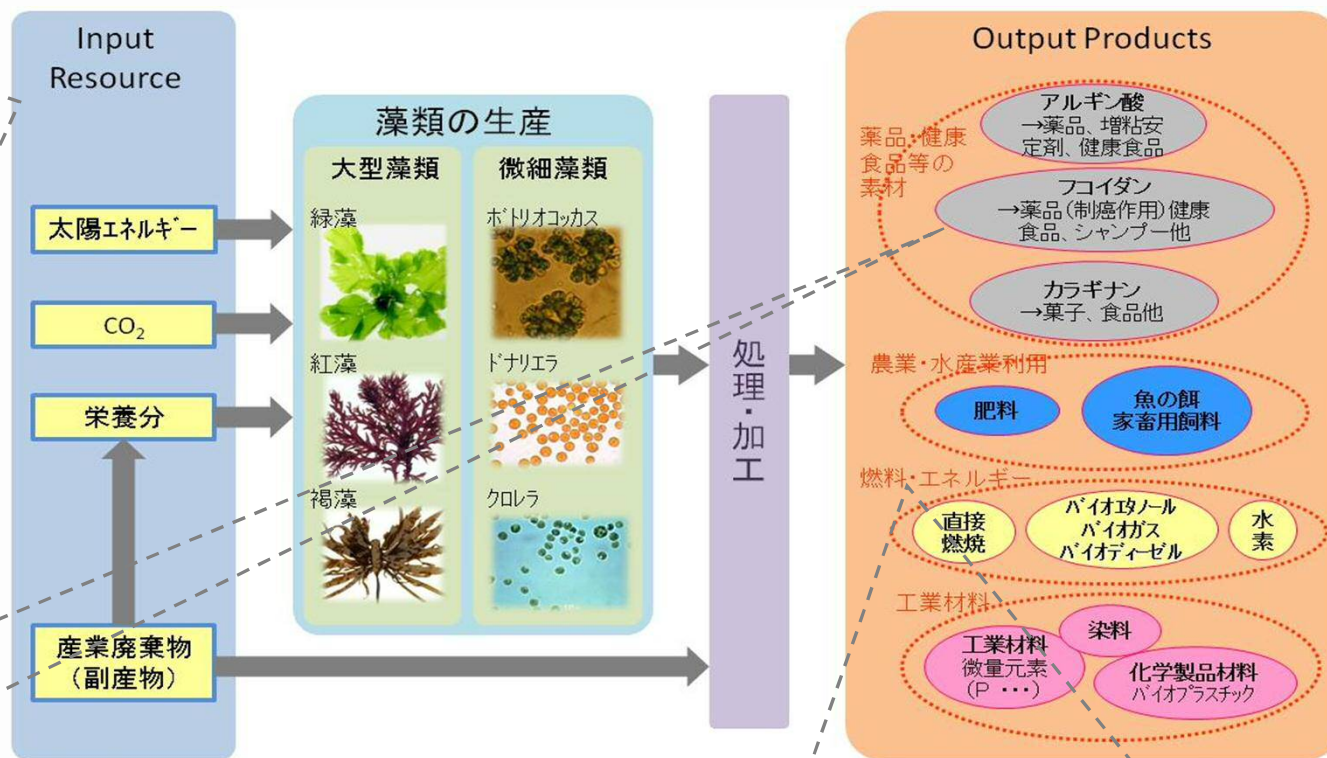 Input
Resource
太陽エネルギー
CO₂
栄養分
産業廃棄物
(副産物)
藻類の生産
大型藻類
緑藻
紅藻
褐藻
微細藻類
ボトリオコッカス
ドナリエラ
クロレラ
処理・加工
Output Products
薬品・健康
食品等の
素材
アルギン酸
→薬品、増粘安
定剤、健康食品
フコイダン
→薬品(制癌作用)健康
食品、シャンプー他
カラギナン
→菓子、食品他
農業・水産業利用
肥料
魚の餌
家畜用飼料
燃料・エネルギー
直接
燃焼
バイオエタノール
バイオガス
バイオディーゼル
水
素
工業材料
工業材料
微量元素
(P ・・・)
染料
化学製品材料
バイオプラスチック